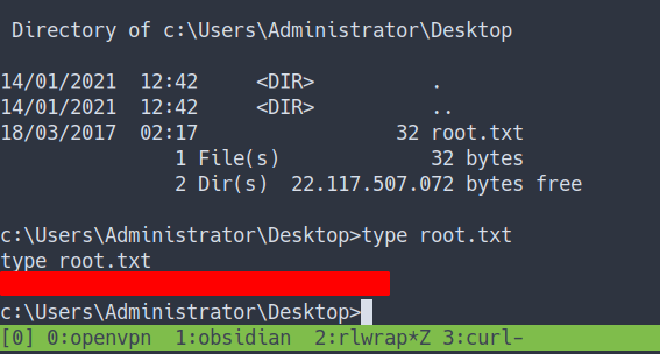 Directory of c:\Users\Administrator\Desktop
14/01/2021  12:42    <DIR>          .
14/01/2021  12:42    <DIR>          ..
18/03/2017  02:17                32 root.txt
1 File(s)             32 bytes
2 Dir(s)  22.117.507.072 bytes free
c:\Users\Administrator\Desktop>type root.txt
type root.txt
c:\Users\Administrator\Desktop>
[0] 0:openvpn  1:obsidian  2:rlwrap*Z 3:curl-